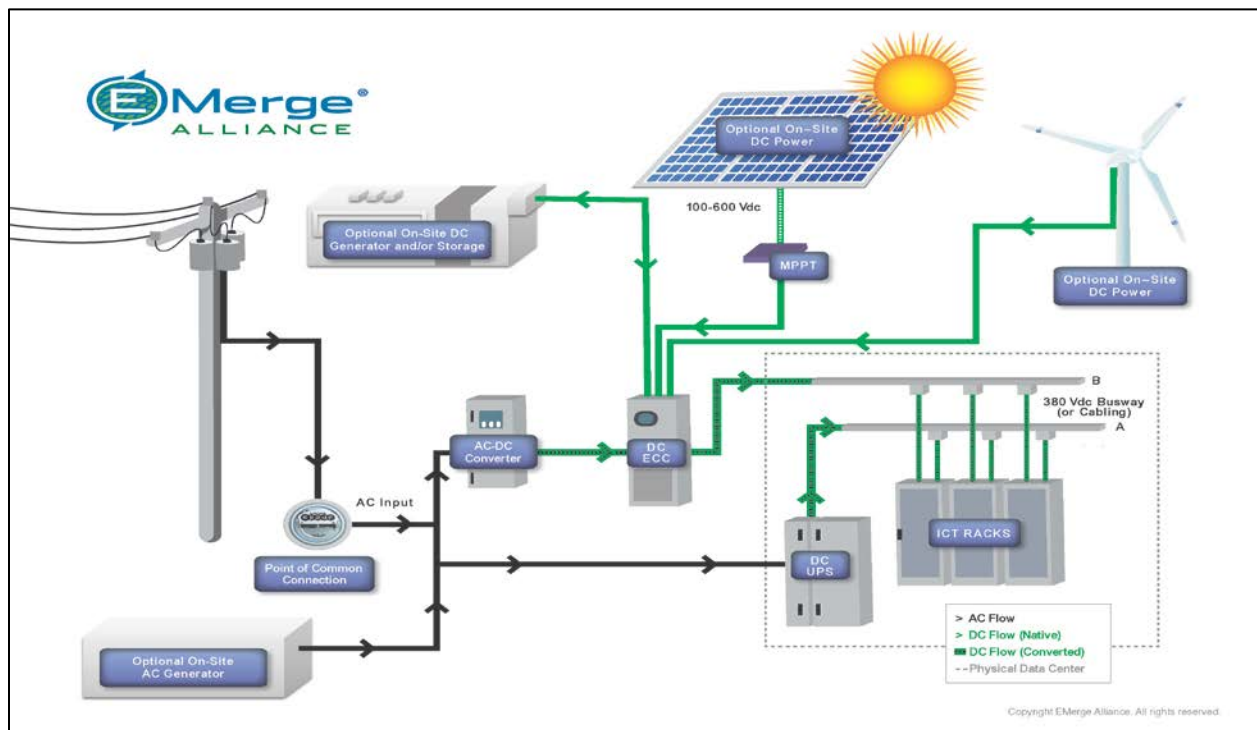 EMerge®
ALLIANCE
Optional On-Site
DC Power
100-600 Vdc
Optional On-Site DC
Generator and/or Storage
MPPT
Optional On-Site
DC Power
B
380 Vdc Busway
(or Cabling)
A
AC-DC
Converter
DC
ECC
AC Input
ICT RACKS
Point of Common
Connection
DC
UPS
> AC Flow
> DC Flow (Native)
DC Flow (Converted)
--Physical Data Center
Optional On-Site
AC Generator
Copyright EMerge Alliance. All rights reserved.